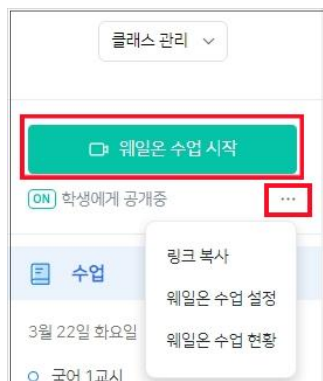 클래스 관리
웨일온 수업 시작
ON 학생에게 공개중
...
링크 복사
수업
웨일온 수업 설정
3월 22일 화요일
웨일온 수업 현황
국어 1교시